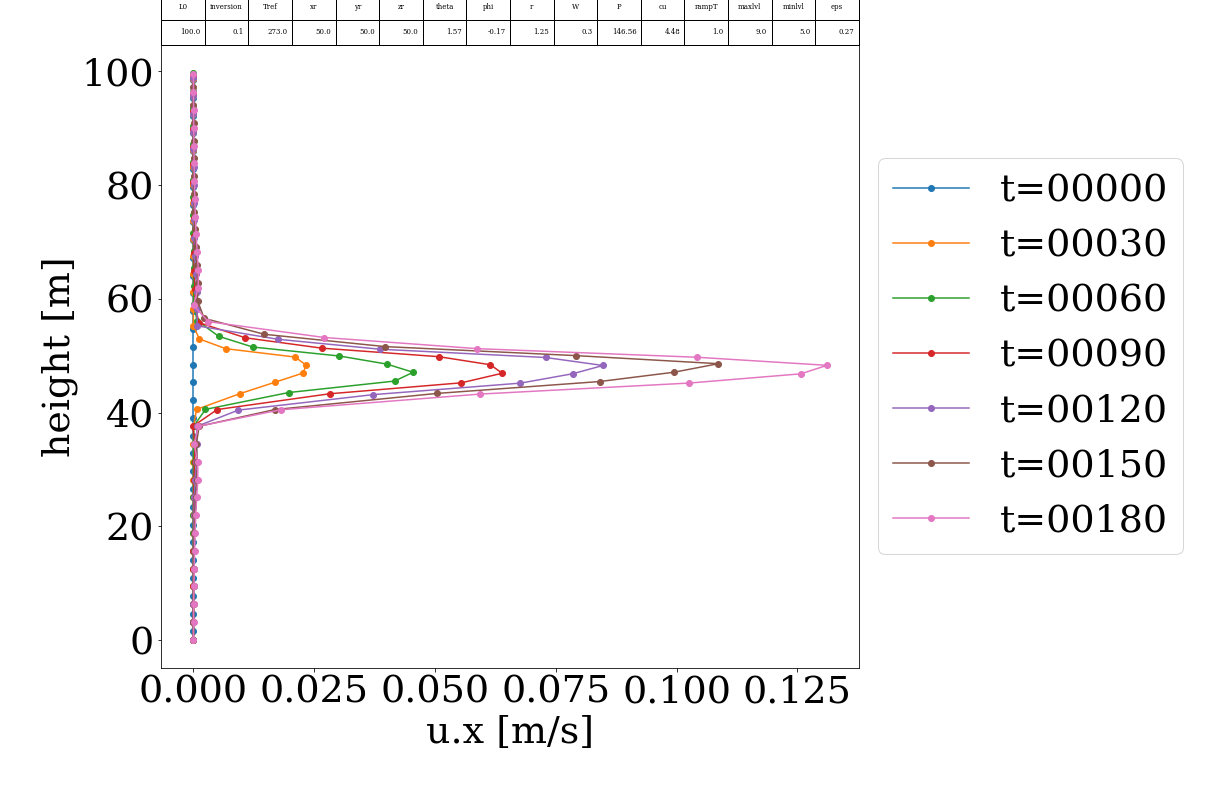 L0 inversion Tref xr yr zr theta phi r W P cu rampT maxlvl minlvl eps
100.0 0.1 273.0 50.0 50.0 50.0 1.57 -0.17 1.25 0.3 146.56 4.48 1.0 9.0 5.0 0.27
100
80
60
40
20
0
height [m]
0.000 0.025 0.050 0.075 0.100 0.125
u.x [m/s]
t=00000
t=00030
t=00060
t=00090
t=00120
t=00150
t=00180